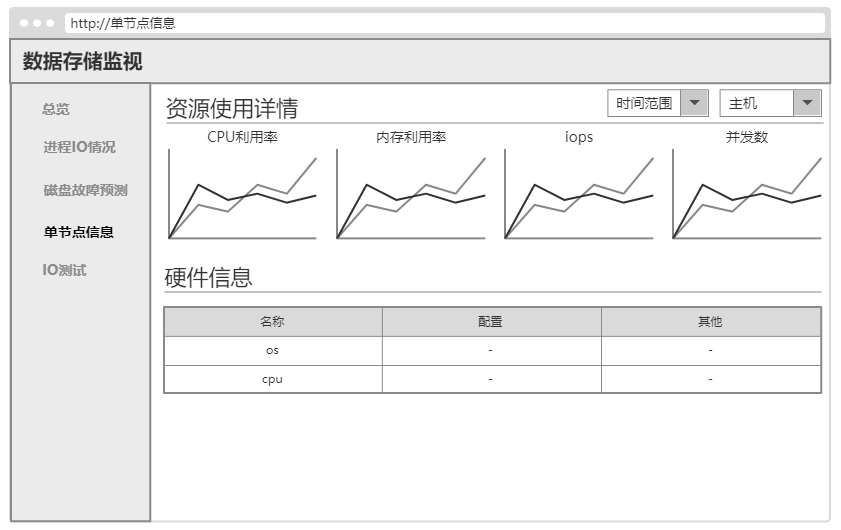 http://单节点信息
数据存储监视
总览
进程IO情况
磁盘故障预测
单节点信息
IO测试
资源使用详情
时间范围
主机
CPU利用率
内存利用率
iops
并发数
硬件信息
名称 配置 其他
os - -
cpu - -